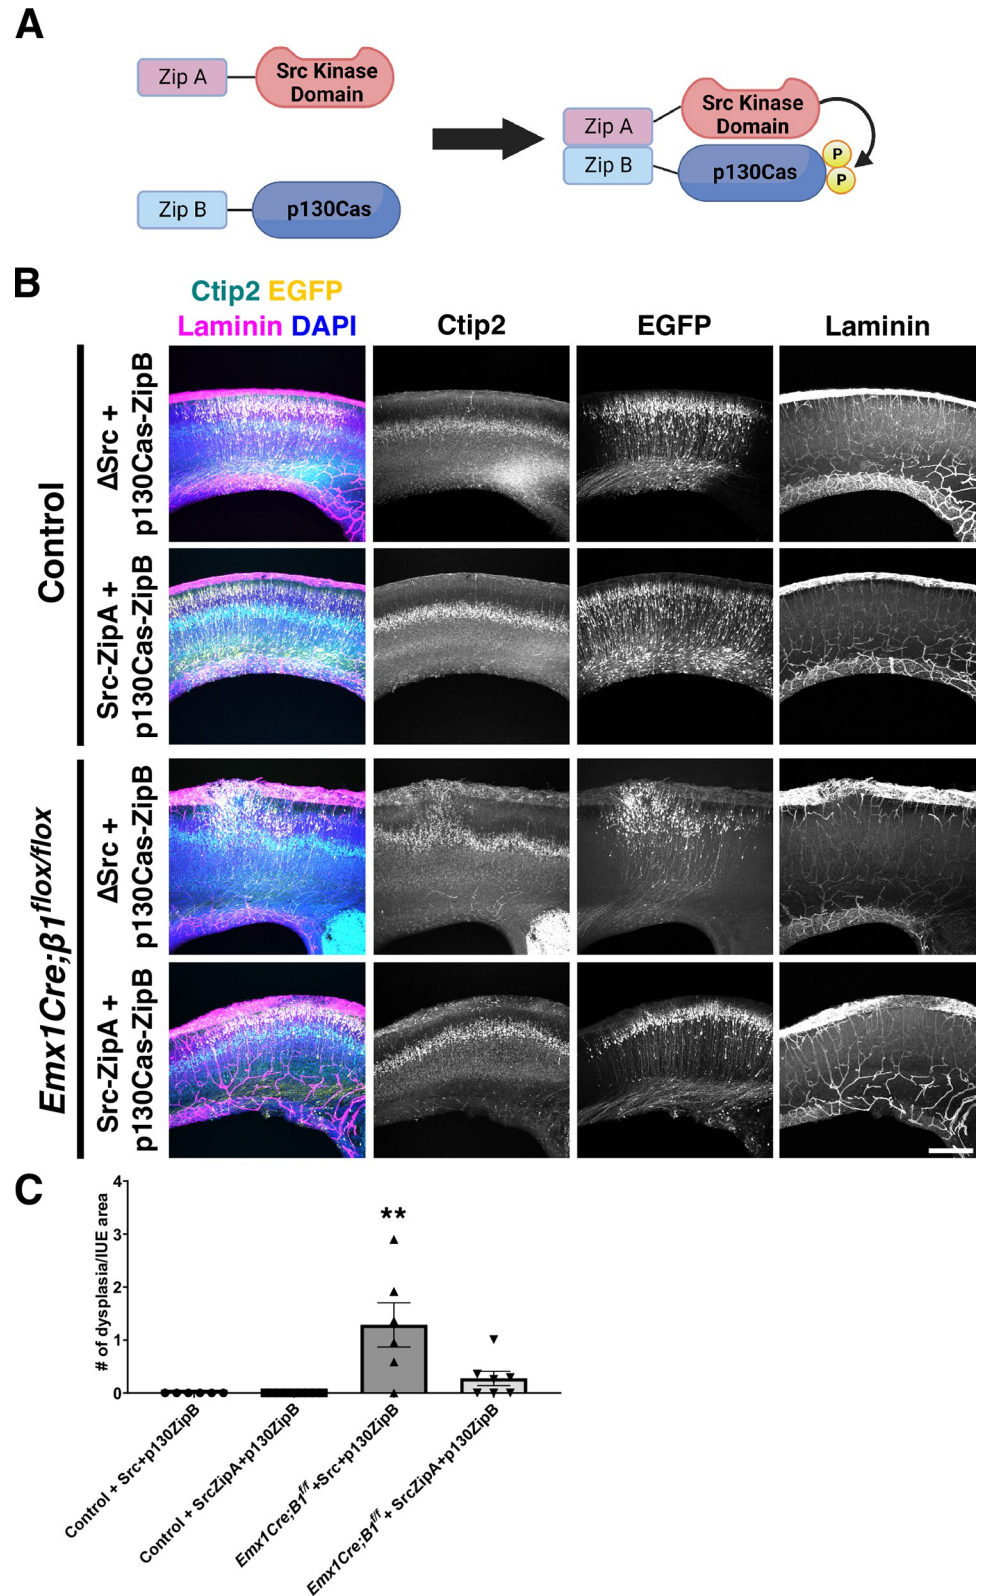 A
Zip A
Src Kinase
Domain
Zip B
p130Cas
Zip A
Src Kinase
Domain
Zip B
p130Cas
P
P
B
Ctip2 EGFP
Laminin DAPI
Ctip2
EGFP
Laminin
Control
ΔSrc +
p130Cas-ZipB
Src-ZipA +
p130Cas-ZipB
Emx1Cre;β1flox/flox
ΔSrc +
p130Cas-ZipB
Src-ZipA +
p130Cas-ZipB
C
# of dysplasia/IUE area
4
3
2
1
0
**
Control + Src+p130ZipB
Control + SrcZipA+p130ZipB
Emx1Cre;B1f/f +Src+p130ZipB
Emx1Cre;B1f/f + SrcZipA+p130ZipB